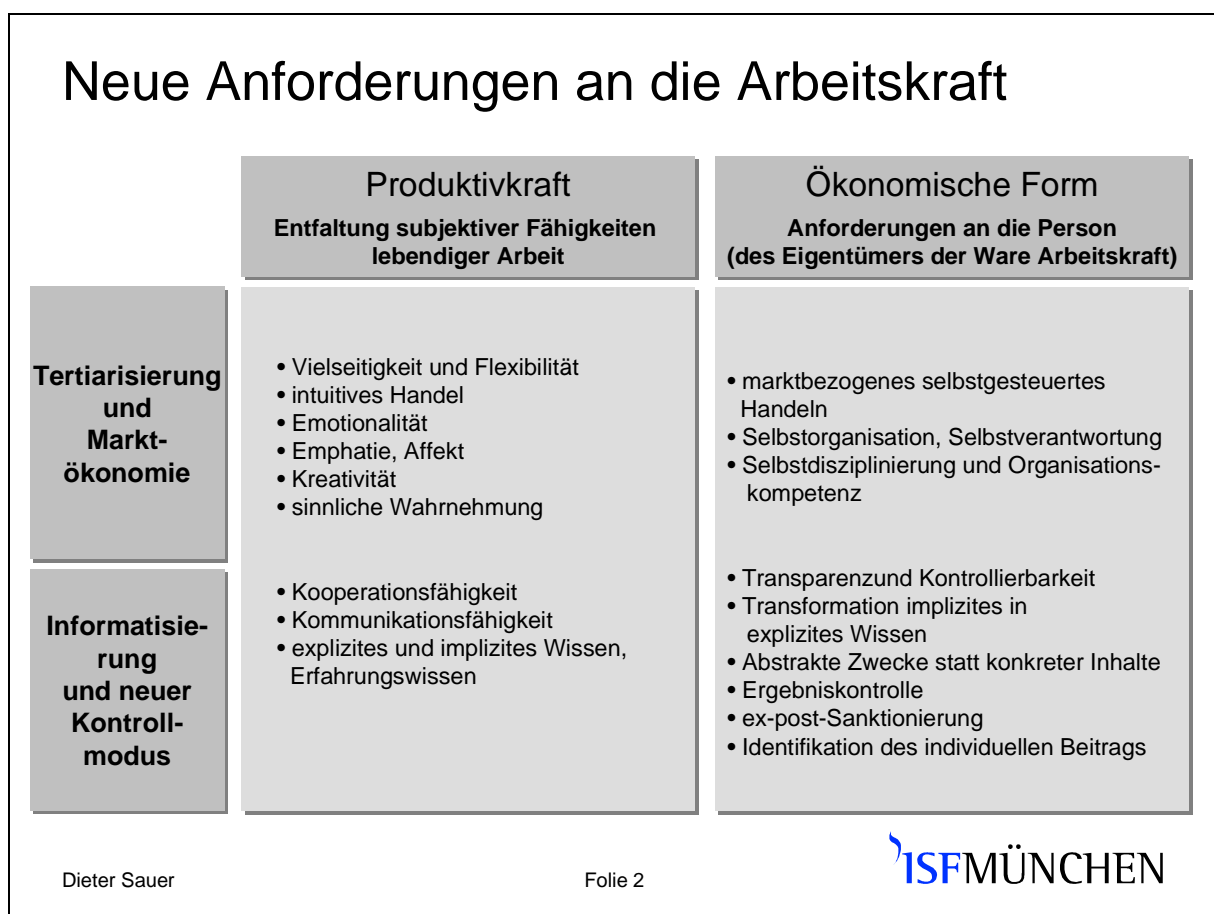 Neue Anforderungen an die Arbeitskraft
Produktivkraft
Entfaltung subjektiver Fähigkeiten
lebendiger Arbeit
Ökonomische Form
Anforderungen an die Person
(des Eigentümers der Ware Arbeitskraft)
Tertiarisierung
und
Markt-
ökonomie
• Vielseitigkeit und Flexibilität
• intuitives Handel
• Emotionalität
• Emphatie, Affekt
• Kreativität
• sinnliche Wahrnehmung
• marktbezogenes selbstgesteuertes
Handeln
• Selbstorganisation, Selbstverantwortung
• Selbstdisziplinierung und Organisations-
kompetenz
Informatisie-
rung
und neuer
Kontroll-
modus
• Kooperationsfähigkeit
• Kommunikationsfähigkeit
• explizites und implizites Wissen,
Erfahrungswissen
• Transparenzund Kontrollierbarkeit
• Transformation implizites in
explizites Wissen
• Abstrakte Zwecke statt konkreter Inhalte
• Ergebniskontrolle
• ex-post-Sanktionierung
• Identifikation des individuellen Beitrags
Dieter Sauer
Folie 2
ISFMÜNCHEN